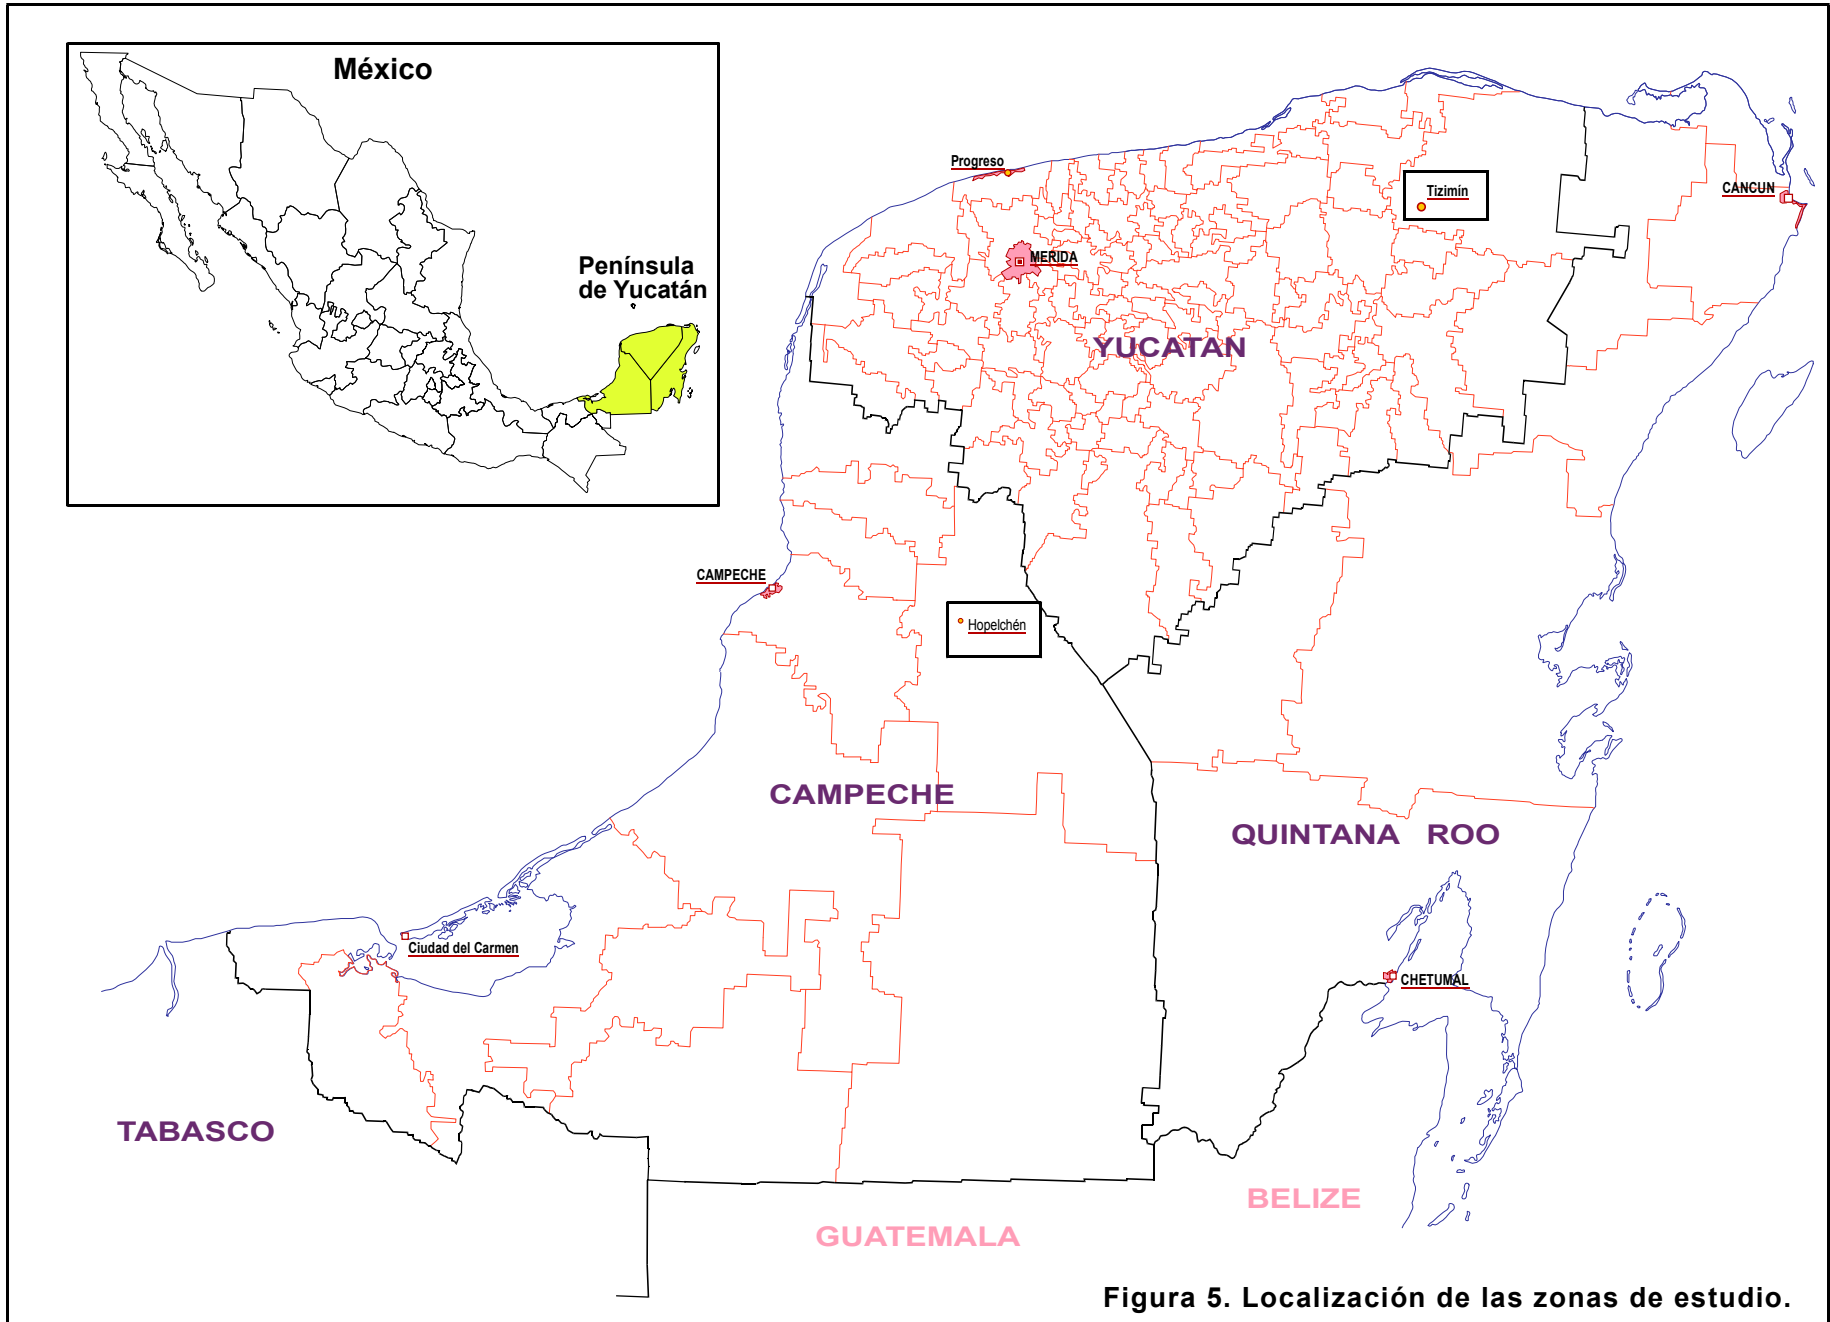 México
Península
de Yucatán
Progreso
Tizimín
CANCUN
MERIDA
YUCATAN
CAMPECHE
Hopelchén
CAMPECHE
QUINTANA ROO
Ciudad del Carmen
CHETUMAL
TABASCO
BELIZE
GUATEMALA
Figura 5. Localización de las zonas de estudio.